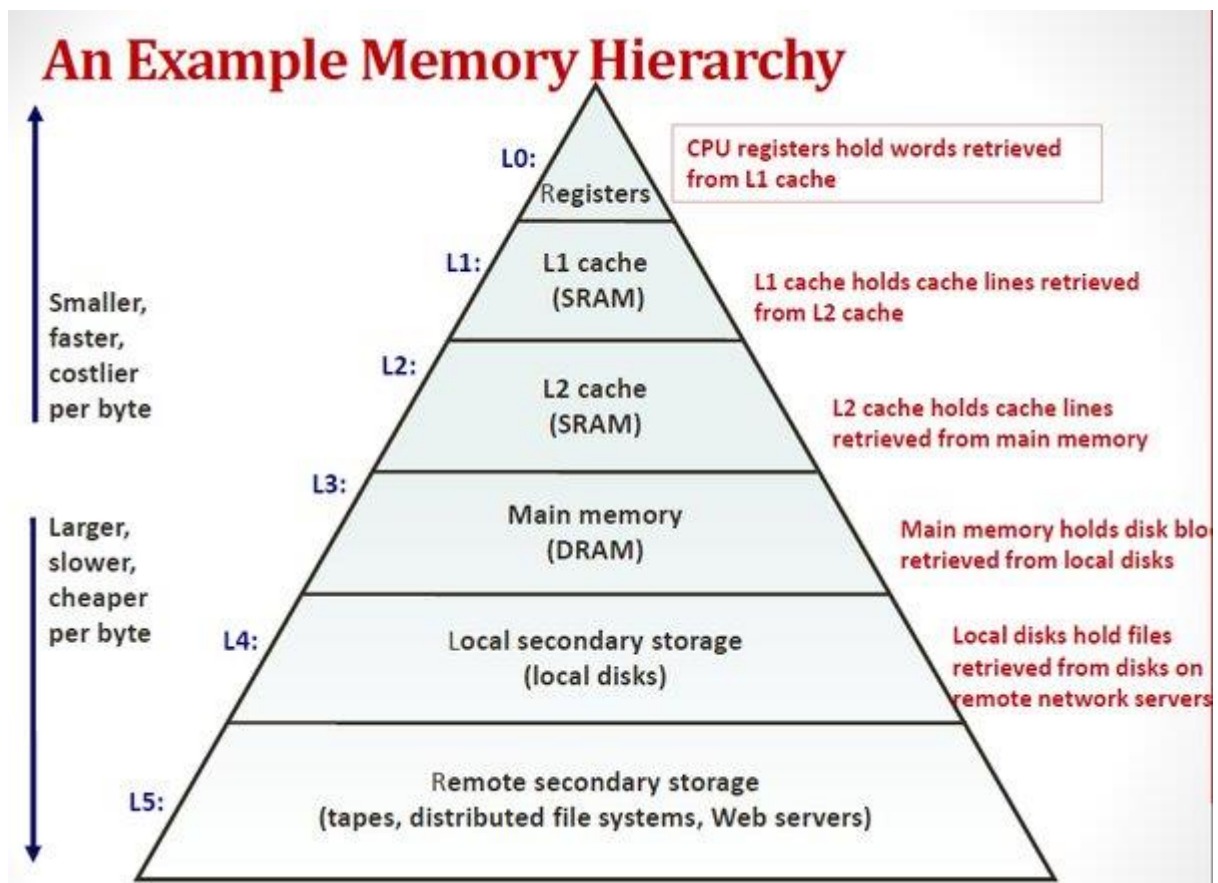 An Example Memory Hierarchy
L0:
Registers
CPU registers hold words retrieved
from L1 cache
L1:
L1 cache
(SRAM)
L1 cache holds cache lines retrieved
from L2 cache
Smaller,
faster,
costlier
per byte
L2:
L2 cache
(SRAM)
L2 cache holds cache lines
retrieved from main memory
L3:
Main memory
(DRAM)
Main memory holds disk
retrieved from local disks
Larger,
slower,
cheaper
per byte
L4:
Local secondary storage
(local disks)
Local disks hold files
retrieved from disks on
remote network servers
L5:
Remote secondary storage
(tapes, distributed file systems, Web servers)